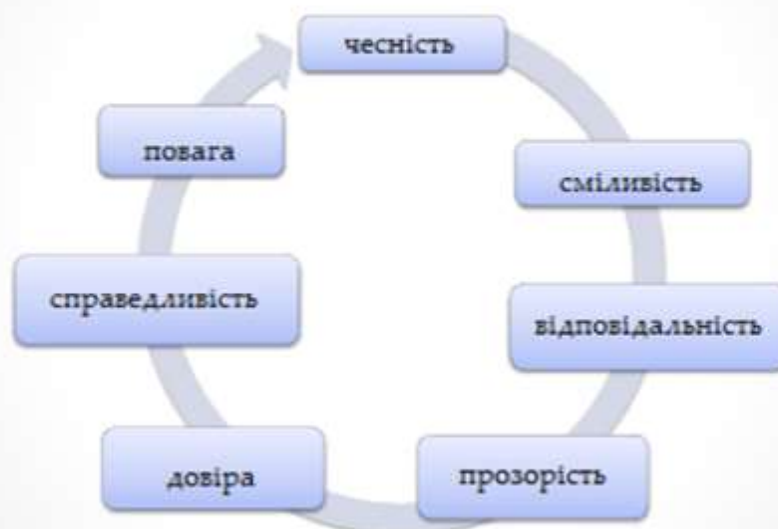 чесність
сміливість
відповідальність
прозорість
довіра
справедливість
повага